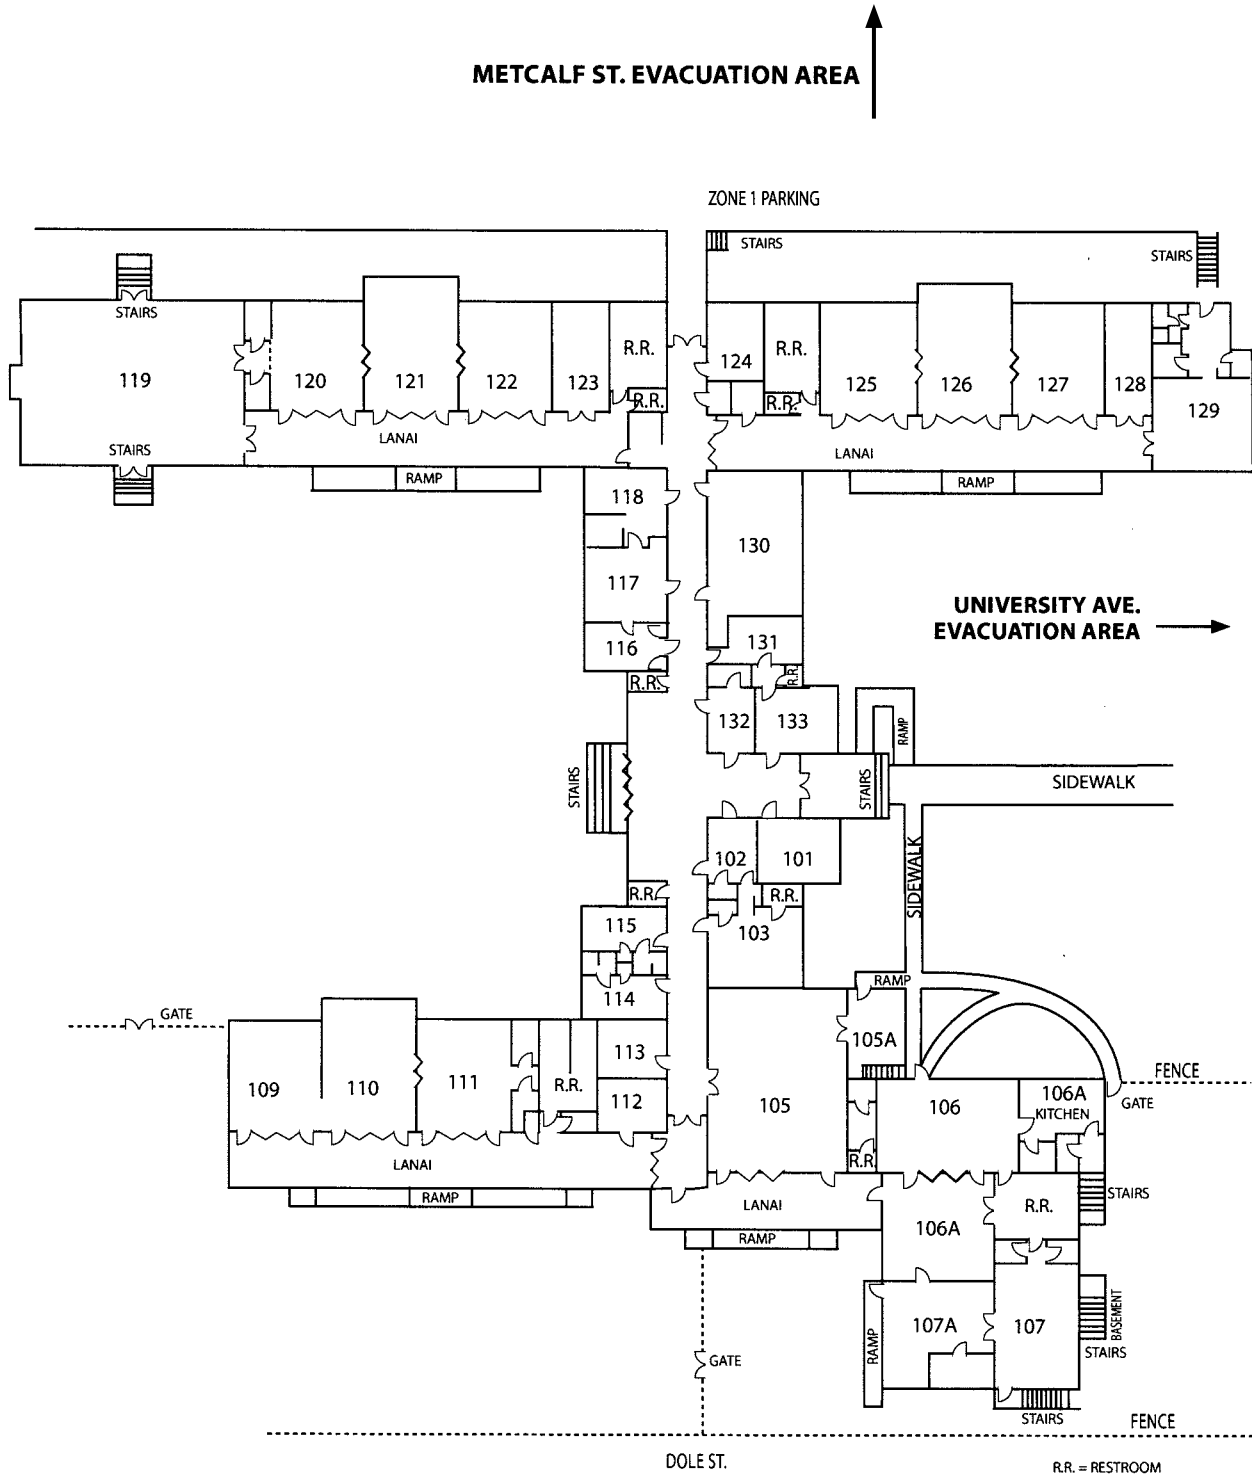 METCALF ST. EVACUATION AREA
ZONE 1 PARKING
STAIRS
STAIRS
STAIRS
119
120
121
122
123
R.R.
R.R.
124
R.R.
R.R.
125
126
127
128
129
STAIRS
LANAI
LANAI
RAMP
RAMP
118
130
117
UNIVERSITY AVE.
EVACUATION AREA
116
131
R.R.
R.R.
132
133
RAMP
STAIRS
STAIRS
SIDEWALK
102
101
SIDEWALK
R.R.
R.R.
115
103
RAMP
114
GATE
113
105A
109
110
111
R.R.
112
105
106
106A
KITCHEN
FENCE
GATE
R.R.
LANAI
RAMP
LANAI
RAMP
106A
R.R.
STAIRS
107A
107
RAMP
BASEMENT
STAIRS
GATE
STAIRS
FENCE
DOLE ST.
R.R. = RESTROOM